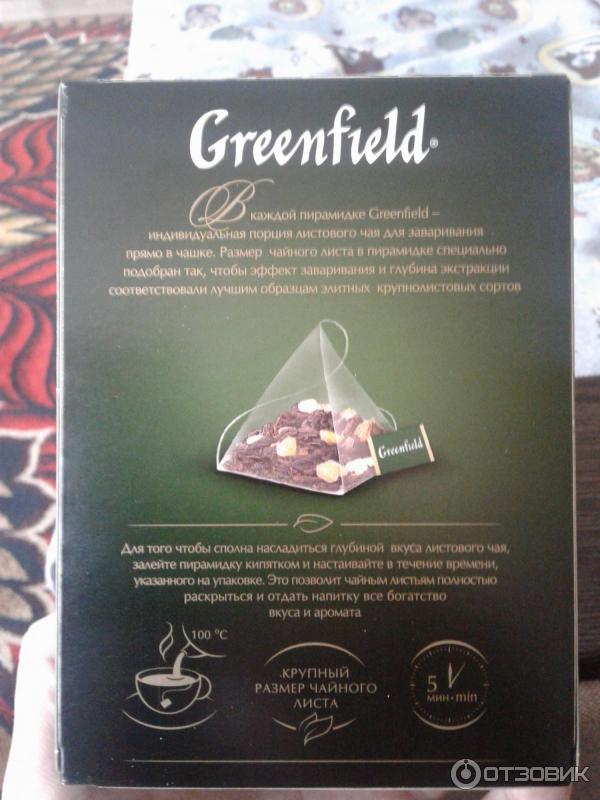 Greenfield®
В каждой пирамидке Greenfield –
индивидуальная порция листового чая для заваривания
прямо в чашке. Размер чайного листа в пирамидке специально
подобран так, чтобы эффект заваривания и глубина экстракции
соответствовали лучшим образцам элитных крупнолистовых сортов
Greenfield
Для того чтобы сполна насладиться глубиной вкуса листового чая,
залейте пирамидку кипятком и настаивайте в течение времени,
указанного на упаковке. Это позволит чайным листьям полностью
раскрыться и отдать напитку все богатство
вкуса и аромата
100 °C
КРУПНЫЙ
РАЗМЕР ЧАЙНОГО
ЛИСТА
5
мин•min
ОТЗОВИК